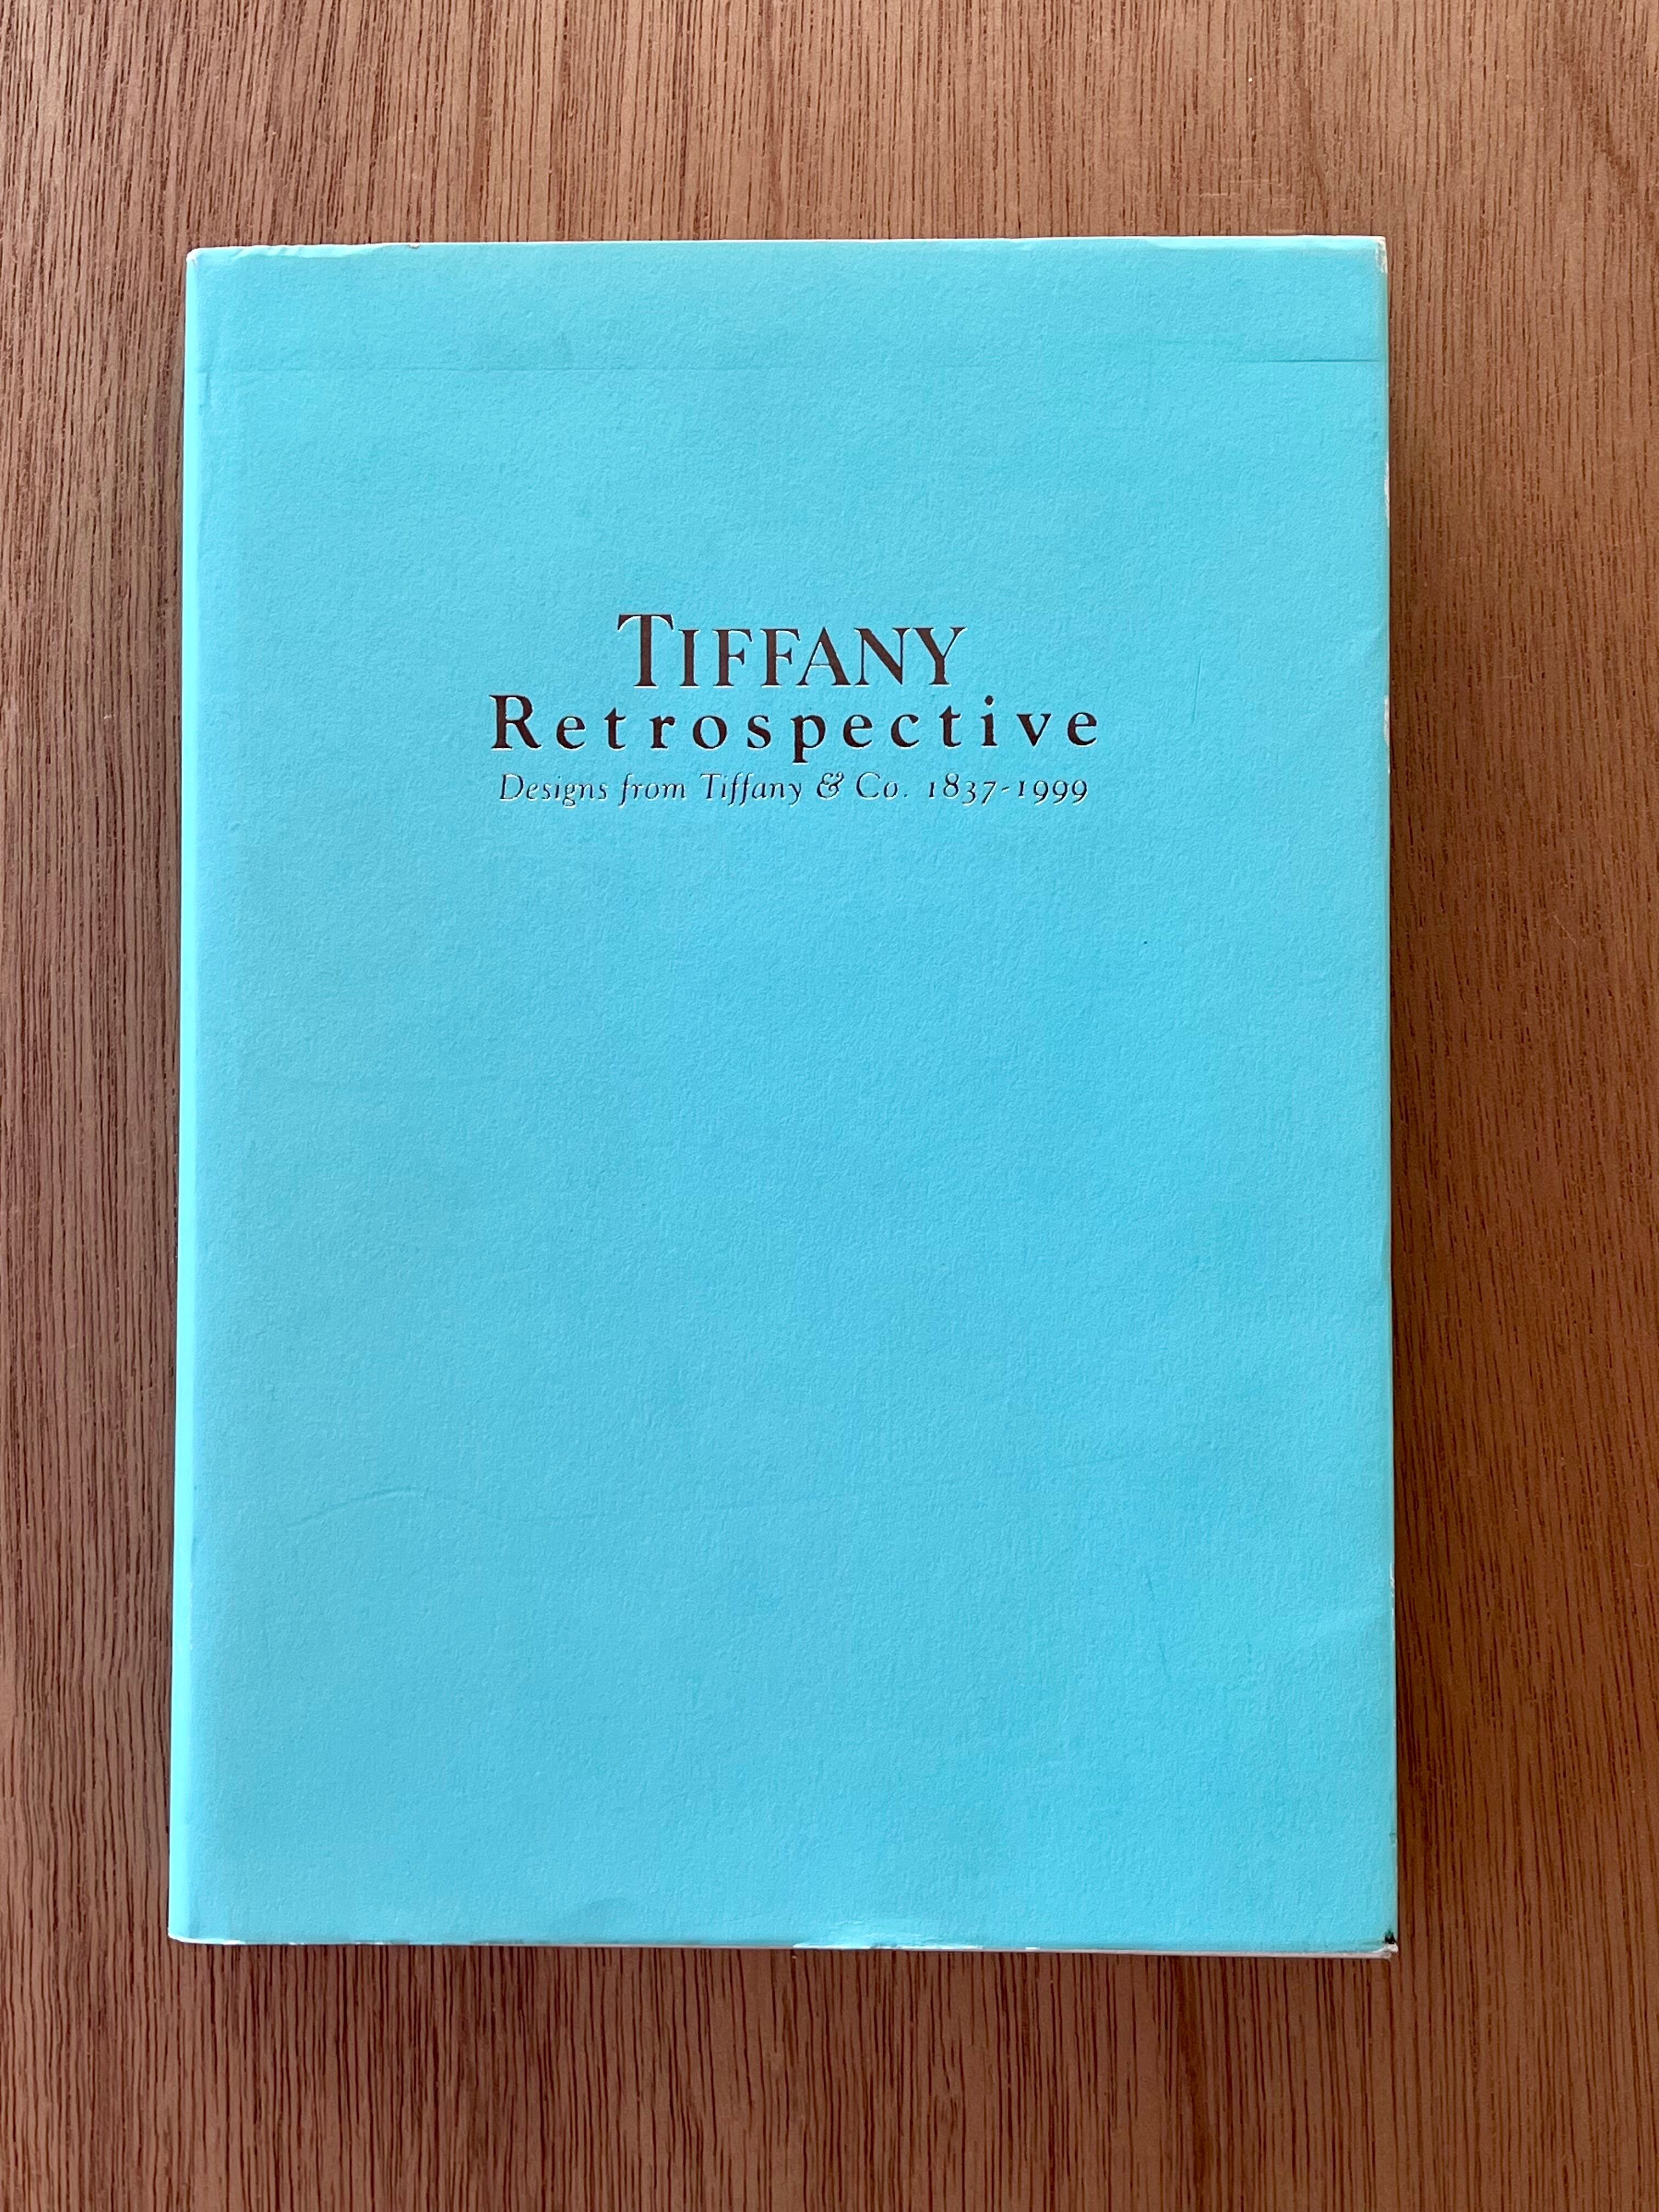 TIFFANY
Retrospective
Designs from Tiffany & Co. 1837-1999